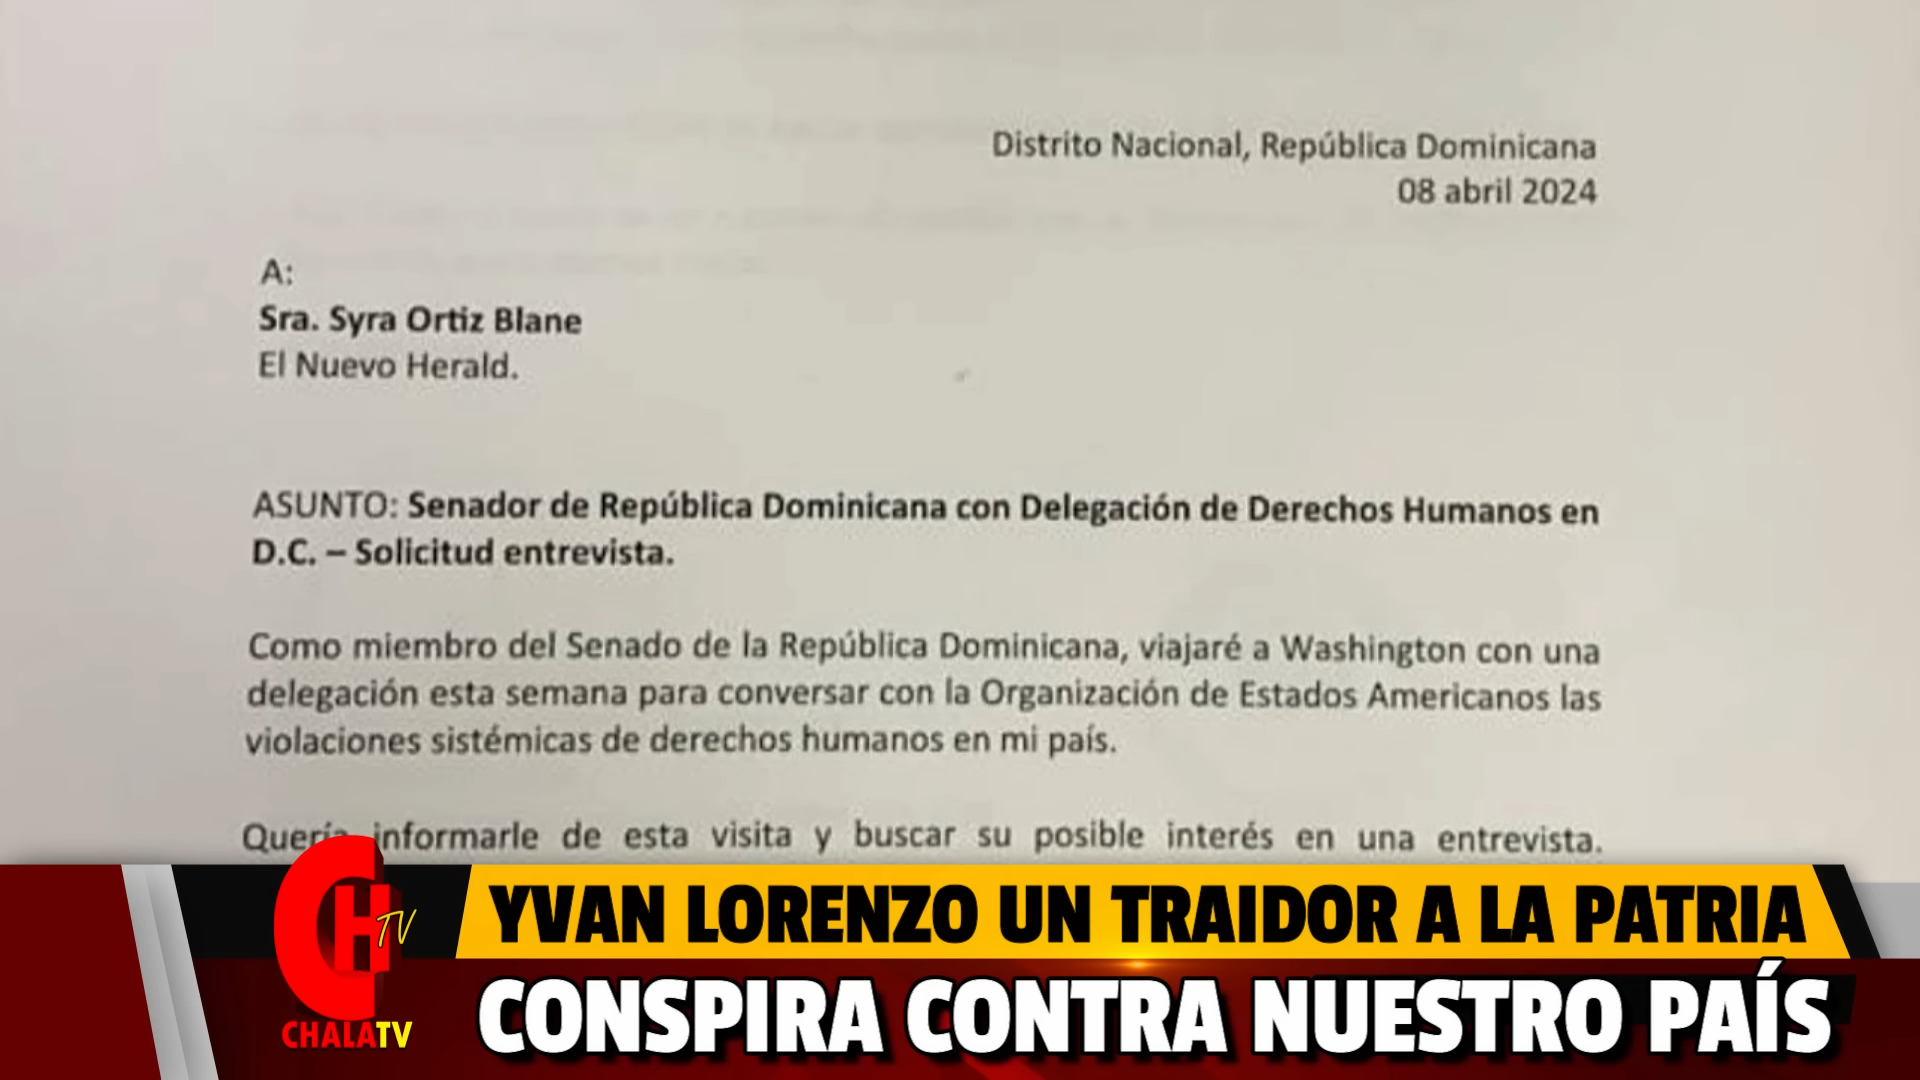 Distrito Nacional, República Dominicana
08 abril 2024
A:
Sra. Syra Ortiz Blane
El Nuevo Herald.
ASUNTO: Senador de República Dominicana con Delegación de Derechos Humanos en
D.C. – Solicitud entrevista.
Como miembro del Senado de la República Dominicana, viajaré a Washington con una
delegación esta semana para conversar con la Organización de Estados Americanos las
violaciones sistémicas de derechos humanos en mi país.
Quería informarle de esta visita y buscar su posible interés en una entrevista.
YVAN LORENZO UN TRAIDOR A LA PATRIA
CONSPIRA CONTRA NUESTRO PAÍS
CH TV
CHALATV